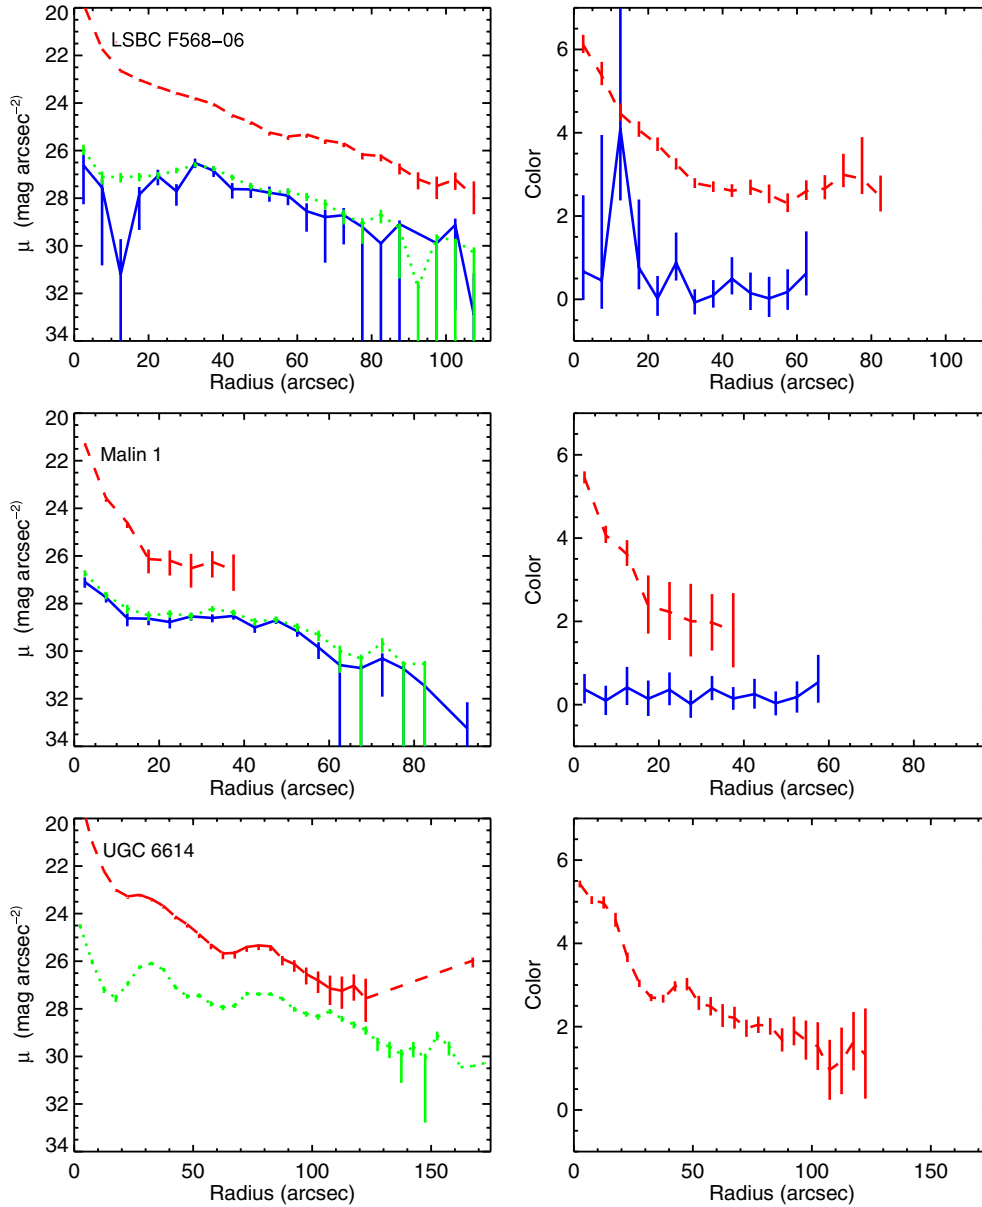 LSBC F568−06
μ (mag arcsec⁻²)
20
22
24
26
28
30
32
34
0 20 40 60 80 100
Radius (arcsec)
Color
6
4
2
0
0 20 40 60 80 100
Radius (arcsec)
Malin 1
μ (mag arcsec⁻²⁾
20
22
24
26
28
30
32
34
0 20 40 60 80
Radius (arcsec)
Color
6
4
2
0
0 20 40 60 80
Radius (arcsec)
UGC 6614
μ (mag arcsec⁻²⁾
20
22
24
26
28
30
32
34
0 50 100 150
Radius (arcsec)
Color
6
4
2
0
0 50 100 150
Radius (arcsec)